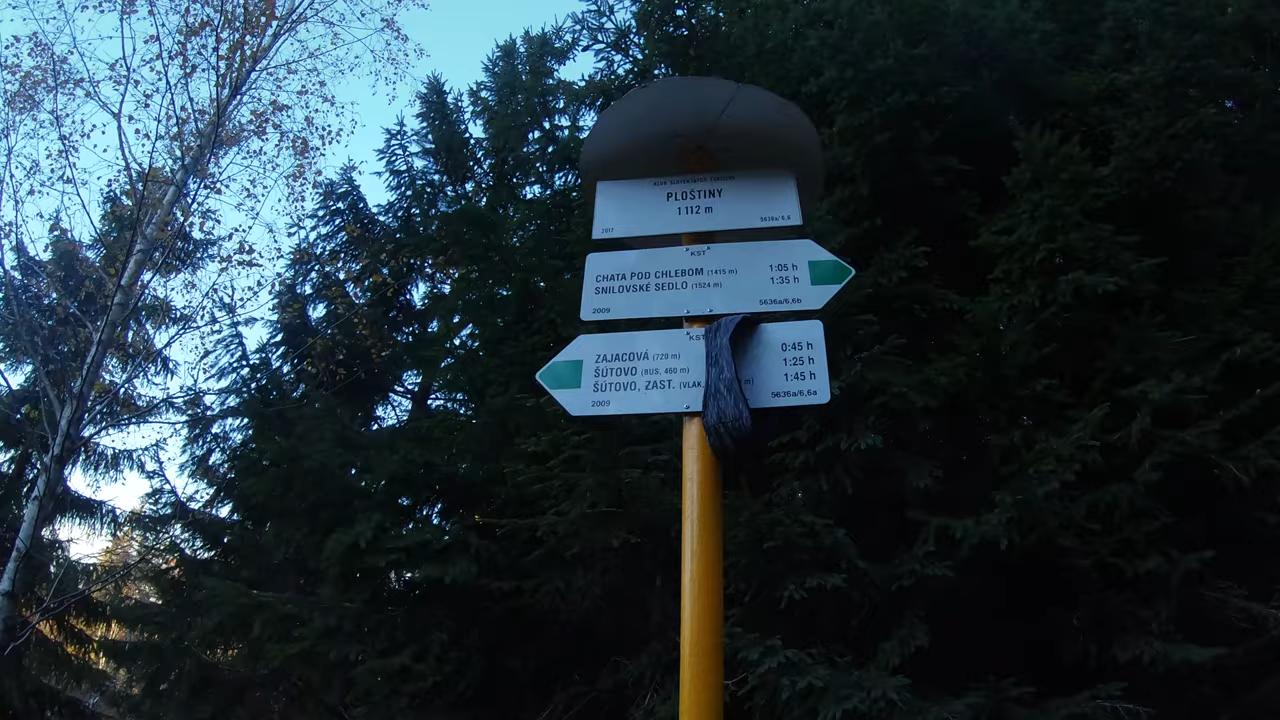 KLUB SLOVENSKÝCH TURISTOV
PLOŠTINY
1 112 m
2017 5636a/6,6
KST
CHATA POD CHLEBOM (1415 m) 1:05 h
SNILOVSKÉ SEDLO (1524 m) 1:35 h
2009 5636a/6,6b
KST
ZAJACOVÁ (720 m) 0:45 h
ŠÚTOVO (BUS, 460 m) 1:25 h
ŠÚTOVO, ZAST. (VLAK, m) 1:45 h
2009 5636a/6,6a